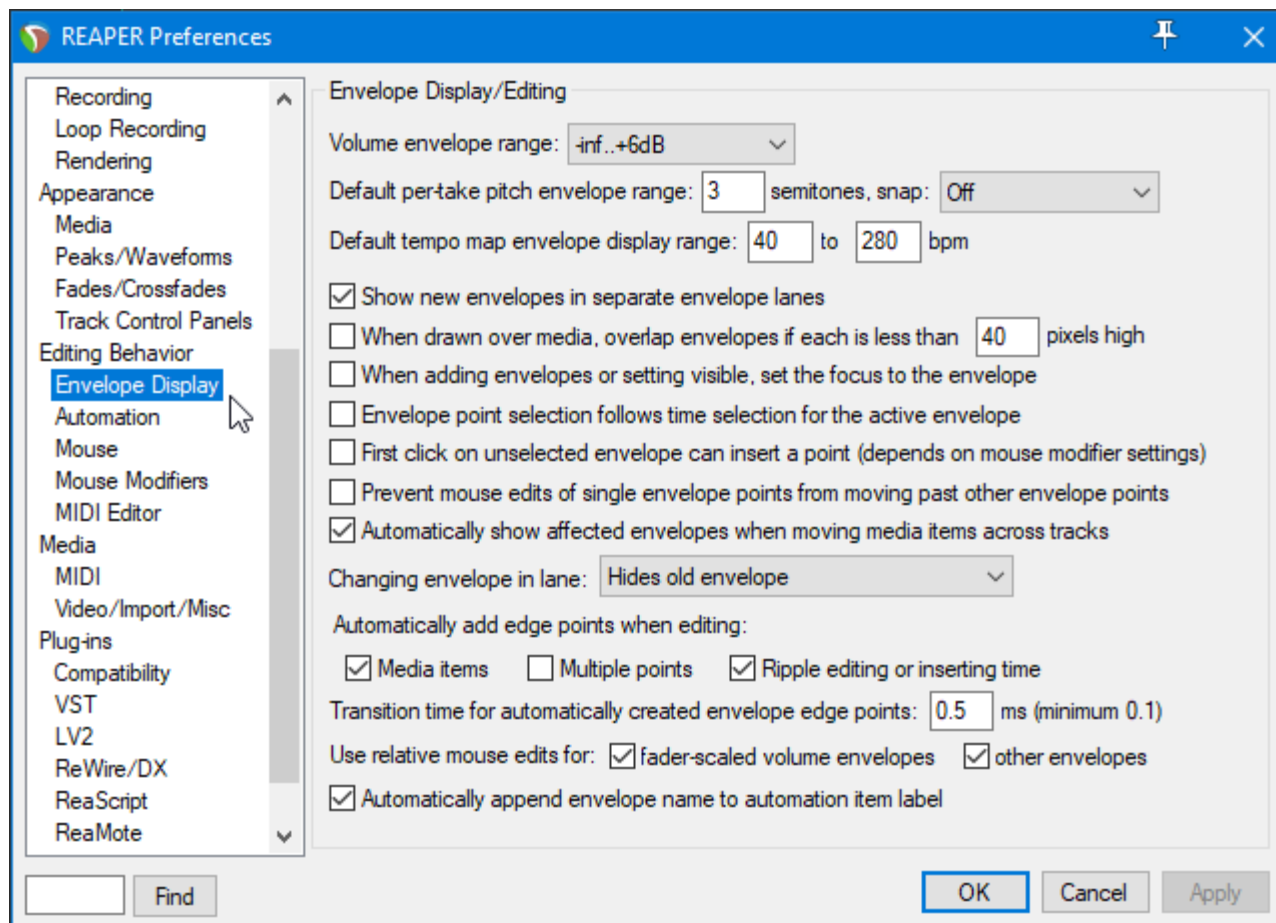 REAPER Preferences
Recording
Loop Recording
Rendering
Appearance
Media
Peaks/Waveforms
Fades/Crossfades
Track Control Panels
Editing Behavior
Envelope Display
Automation
Mouse
Mouse Modifiers
MIDI Editor
Media
MIDI
Video/Import/Misc
Plug-ins
Compatibility
VST
LV2
ReWire/DX
ReaScript
ReaMote
Find
Envelope Display/Editing
Volume envelope range: -inf..+6dB
Default per-take pitch envelope range: 3 semitones, snap: Off
Default tempo map envelope display range: 40 to 280 bpm
Show new envelopes in separate envelope lanes
When drawn over media, overlap envelopes if each is less than 40 pixels high
When adding envelopes or setting visible, set the focus to the envelope
Envelope point selection follows time selection for the active envelope
First click on unselected envelope can insert a point (depends on mouse modifier settings)
Prevent mouse edits of single envelope points from moving past other envelope points
Automatically show affected envelopes when moving media items across tracks
Changing envelope in lane: Hides old envelope
Automatically add edge points when editing:
Media items Multiple points Ripple editing or inserting time
Transition time for automatically created envelope edge points: 0.5 ms (minimum 0.1)
Use relative mouse edits for: fader-scaled volume envelopes other envelopes
Automatically append envelope name to automation item label
OK Cancel Apply